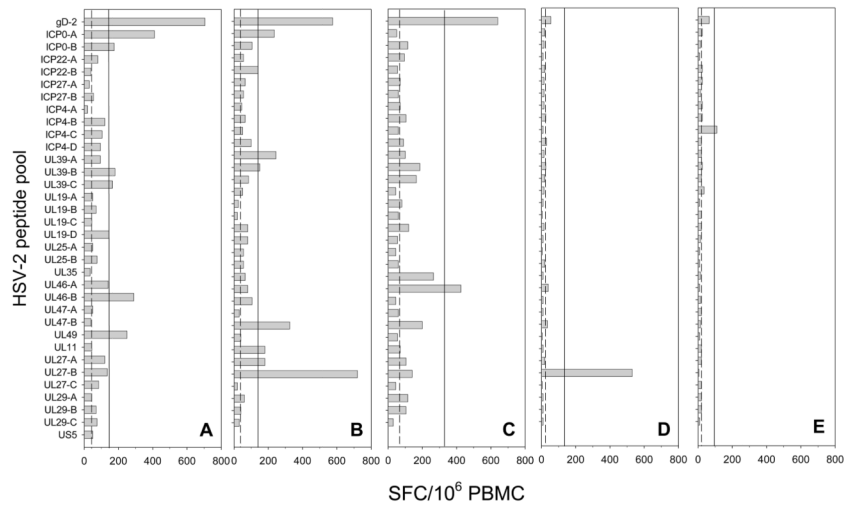 HSV-2 peptide pool
gD-2
ICP0-A
ICP0-B
ICP22-A
ICP22-B
ICP27-A
ICP27-B
ICP4-A
ICP4-B
ICP4-C
ICP4-D
UL39-A
UL39-B
UL39-C
UL19-A
UL19-B
UL19-C
UL19-D
UL25-A
UL25-B
UL35
UL46-A
UL46-B
UL47-A
UL47-B
UL49
UL11
UL27-A
UL27-B
UL27-C
UL29-A
UL29-B
UL29-C
US5
A B C D E
0 200 400 600 800 0 200 400 600 800 0 200 400 600 800 0 200 400 600 800 0 200 400 600 800
SFC/10⁶ PBMC